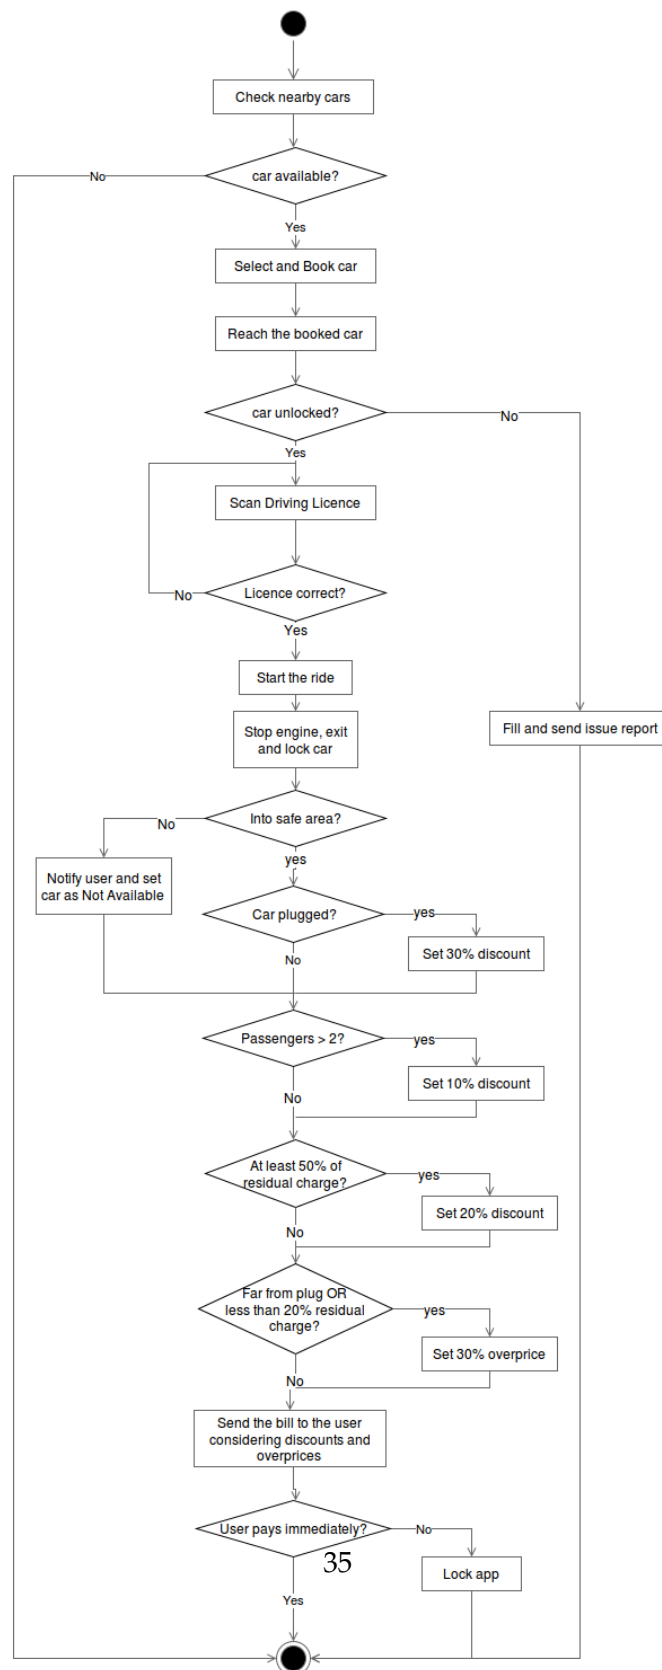 Check nearby cars
car available?
No
Yes
Select and Book car
Reach the booked car
car unlocked?
No
Yes
Scan Driving Licence
Licence correct?
No
Yes
Start the ride
Stop engine, exit
and lock car
Fill and send issue report
Into safe area?
No
yes
Notify user and set
car as Not Available
Car plugged?
yes
Set 30% discount
No
Passengers > 2?
yes
Set 10% discount
No
At least 50% of
residual charge?
yes
Set 20% discount
No
Far from plug OR
less than 20% residual
charge?
yes
Set 30% overprice
No
Send the bill to the user
considering discounts and
overprices
User pays immediately?
No
35
Lock app
Yes